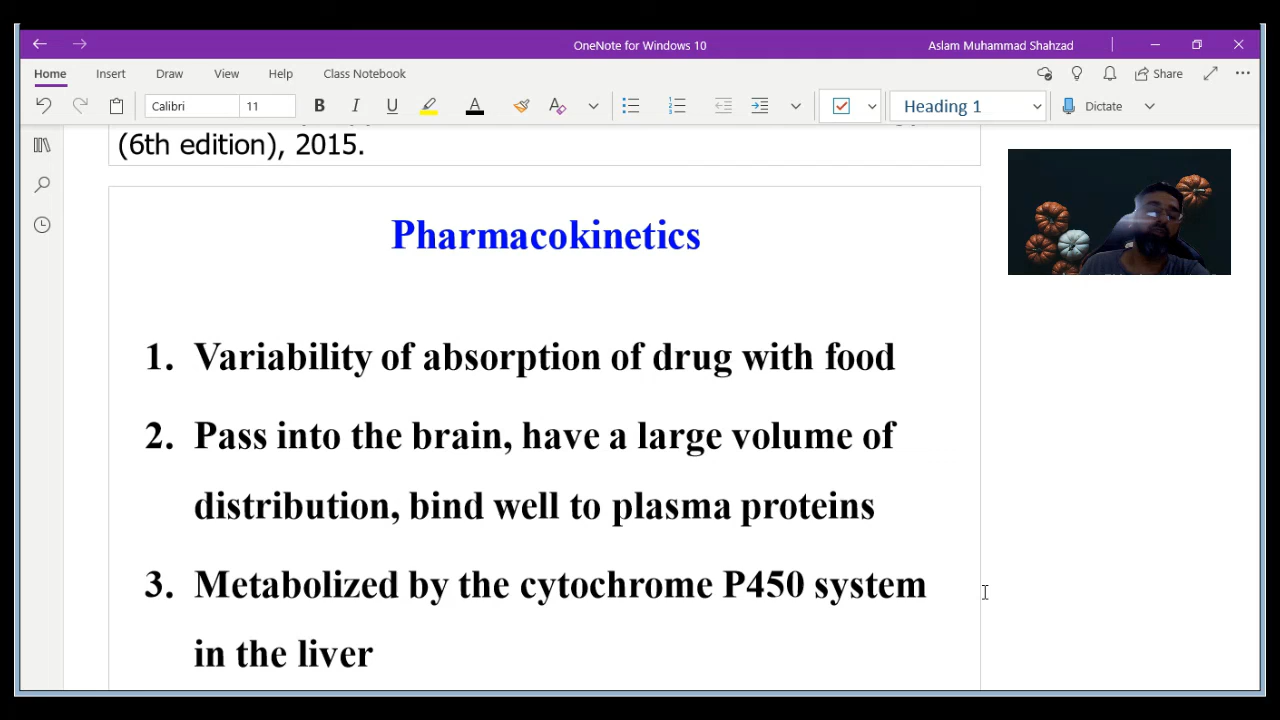 OneNote for Windows 10
Aslam Muhammad Shahzad
Home Insert Draw View Help Class Notebook
Share
Calibri 11 B I U A A Heading 1 Dictate
(6th edition), 2015.
Pharmacokinetics
1. Variability of absorption of drug with food
2. Pass into the brain, have a large volume of
distribution, bind well to plasma proteins
3. Metabolized by the cytochrome P450 system
in the liver